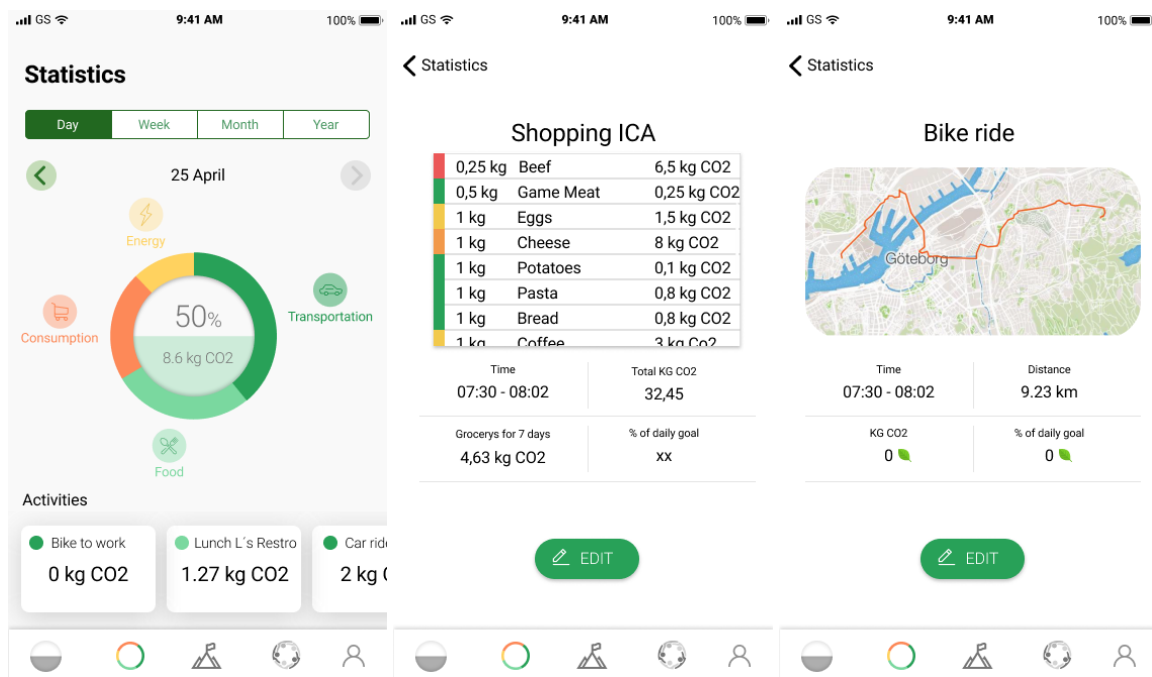 GS 9:41 AM 100%
Statistics
Day Week Month Year
25 April
Energy
Consumption
Transportation
50%
8.6 kg CO2
Food
Activities
Bike to work
0 kg CO2
Lunch L´s Restro
1.27 kg CO2
Car ride
2 kg
GS 9:41 AM 100%
Statistics
Shopping ICA
0,25 kg Beef 6,5 kg CO2
0,5 kg Game Meat 0,25 kg CO2
1 kg Eggs 1,5 kg CO2
1 kg Cheese 8 kg CO2
1 kg Potatoes 0,1 kg CO2
1 kg Pasta 0,8 kg CO2
1 kg Bread 0,8 kg CO2
1 kg Coffee 3 kg Co2
Time Total KG CO2
07:30 - 08:02 32,45
Grocerys for 7 days % of daily goal
4,63 kg CO2 xx
EDIT
GS 9:41 AM 100%
Statistics
Bike ride
Göteborg
Time Distance
07:30 - 08:02 9.23 km
KG CO2 % of daily goal
0 0
EDIT